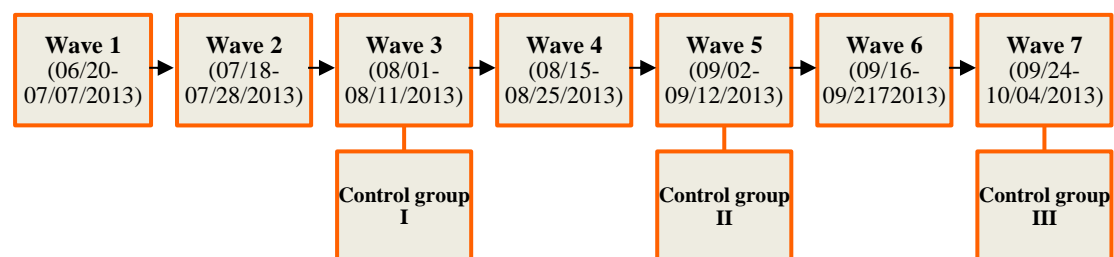 Wave 1
(06/20-
07/07/2013)
Wave 2
(07/18-
07/28/2013)
Wave 3
(08/01-
08/11/2013)
Wave 4
(08/15-
08/25/2013)
Wave 5
(09/02-
09/12/2013)
Wave 6
(09/16-
09/2172013)
Wave 7
(09/24-
10/04/2013)
Control group
I
Control group
II
Control group
III